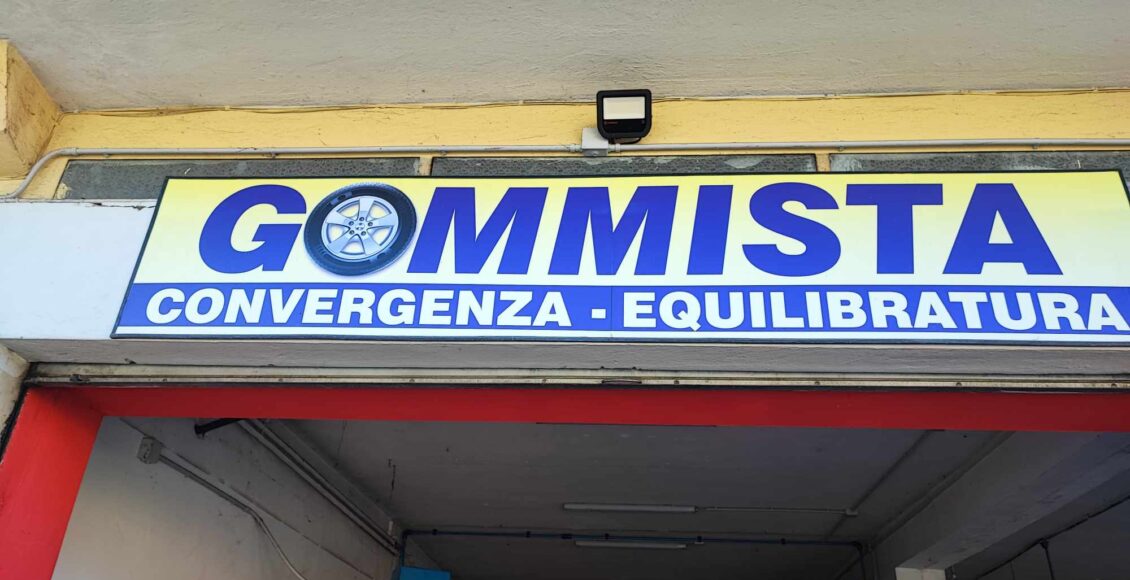 GOMMISTA
CONVERGENZA - EQUILIBRATURA